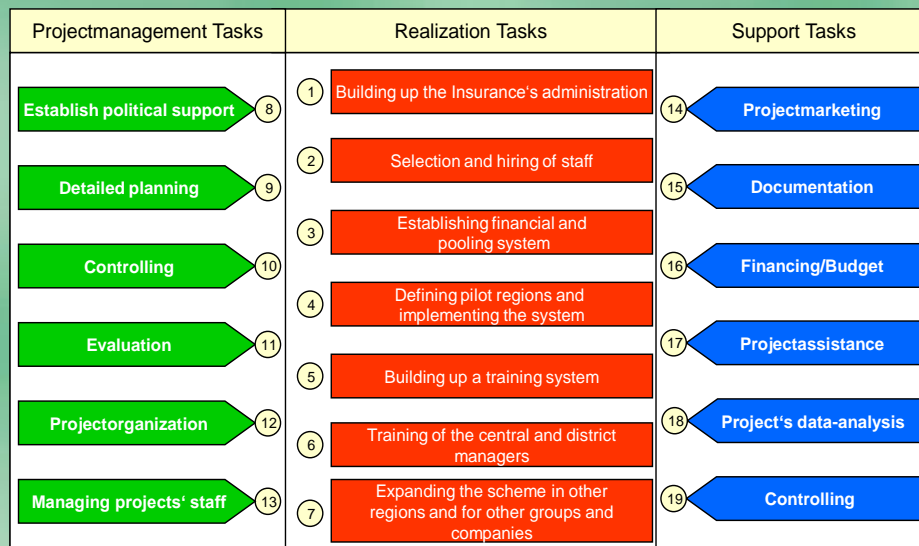 Projectmanagement Tasks
Establish political support
8
Detailed planning
9
Controlling
10
Evaluation
11
Projectorganization
12
Managing projects‘ staff
13
Realization Tasks
1
Building up the Insurance‘s administration
2
Selection and hiring of staff
3
Establishing financial and
pooling system
4
Defining pilot regions and
implementing the system
5
Building up a training system
6
Training of the central and district
managers
7
Expanding the scheme in other
regions and for other groups and
companies
Support Tasks
14
Projectmarketing
15
Documentation
16
Financing/Budget
17
Projectassistance
18
Project‘s data-analysis
19
Controlling